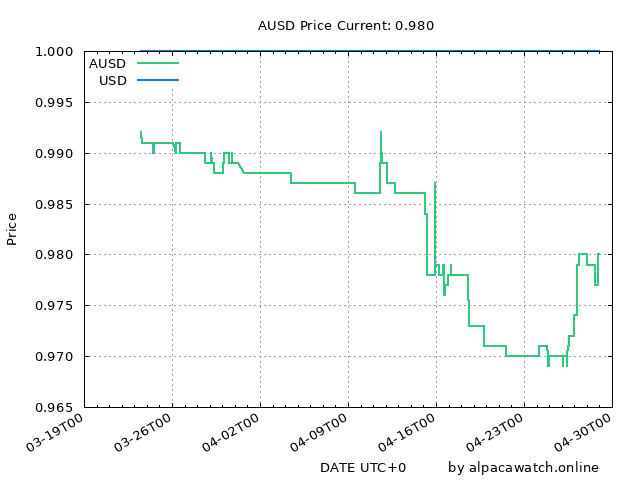 AUSD Price Current: 0.980
1.000
AUSD
USD
0.995
0.990
0.985
0.980
0.975
0.970
0.965
Price
03-19T00
03-26T00
04-02T00
04-09T00
04-16T00
04-23T00
04-30T00
DATE UTC+0
by alpacawatch.online